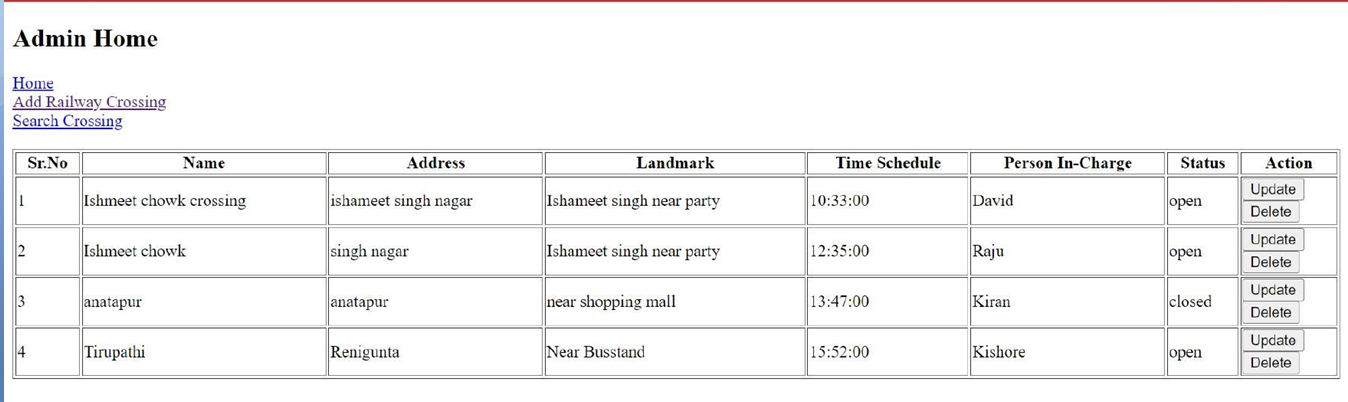 Admin Home
Home
Add Railway Crossing
Search Crossing
Sr.No Name Address Landmark Time Schedule Person In-Charge Status Action
1 Ishmeet chowk crossing ishameet singh nagar Ishameet singh near party 10:33:00 David open Update
Delete
2 Ishmeet chowk singh nagar Ishameet singh near party 12:35:00 Raju open Update
Delete
3 anatapur anatapur near shopping mall 13:47:00 Kiran closed Update
Delete
4 Tirupathi Renigunta Near Busstand 15:52:00 Kishore open Update
Delete